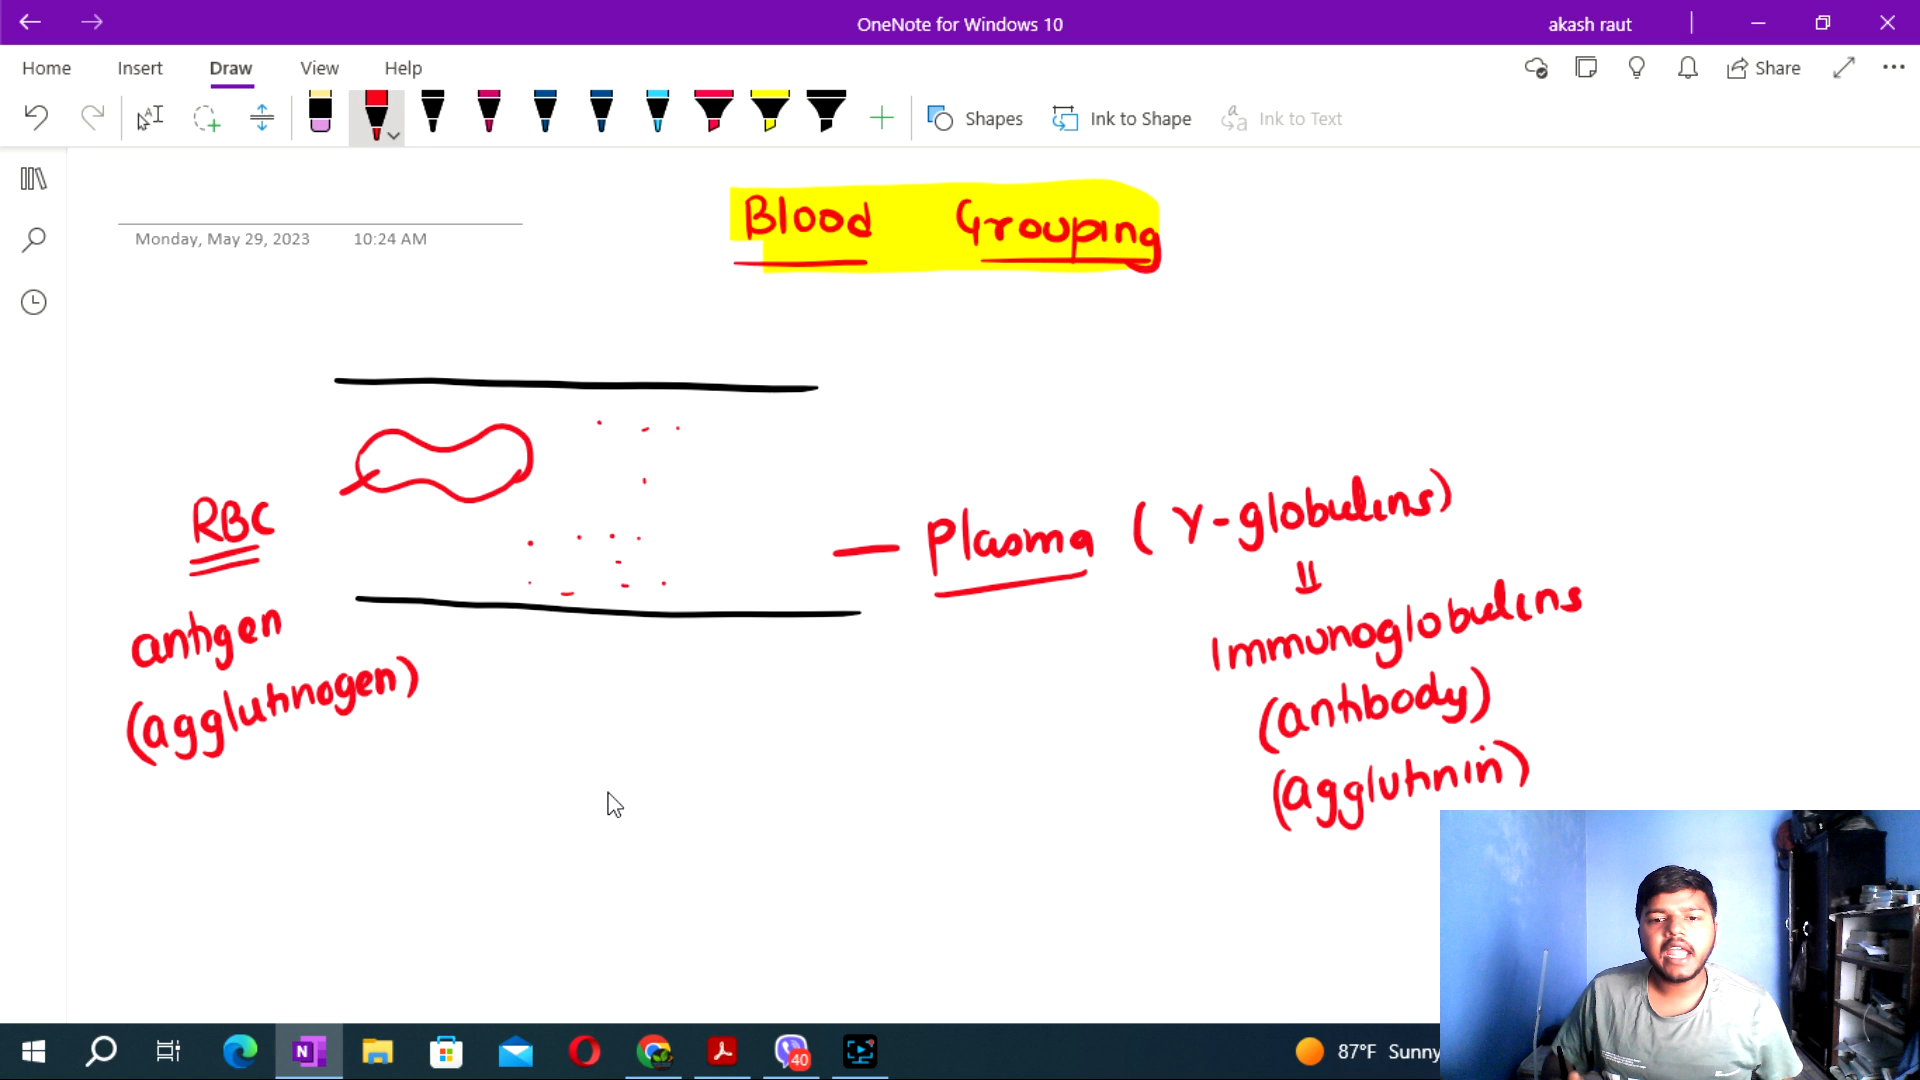 OneNote for Windows 10
akash raut
Home Insert Draw View Help
Share
Shapes Ink to Shape Ink to Text
Blood Grouping
Monday, May 29, 2023 10:24 AM
RBC
antigen
(agglutinogen)
Plasma (γ-globulins)
Immunoglobulins
(antibody)
(agglutinin)
40
87°F Sunny